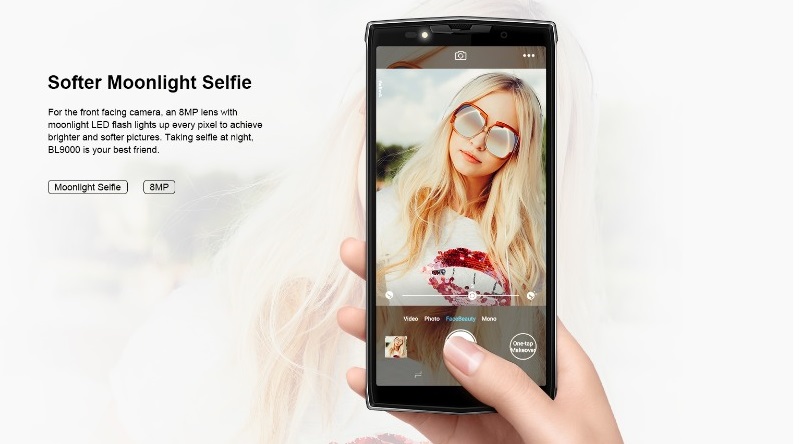 Softer Moonlight Selfie
For the front facing camera, an 8MP lens with
moonlight LED flash lights up every pixel to achieve
brighter and softer pictures. Taking selfie at night,
BL9000 is your best friend.
Moonlight Selfie 8MP
Video Photo FaceBeauty Mono
One-tap
Makeover